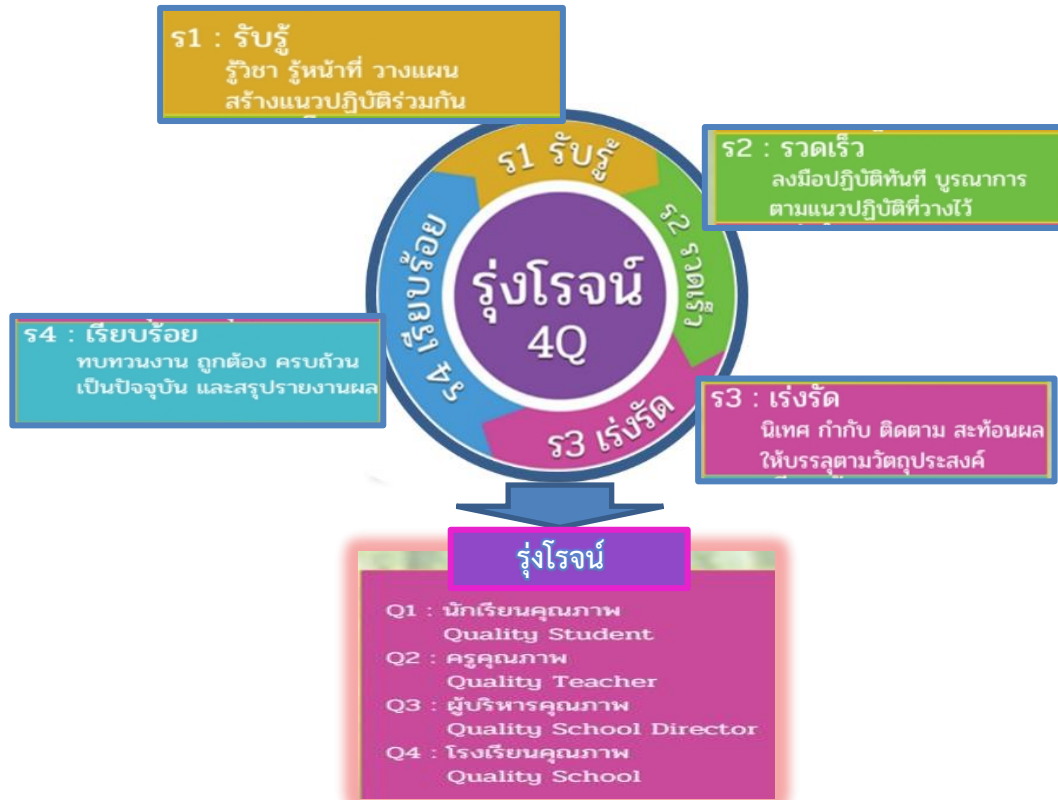 ร1 : รับรู้
รู้วิชา รู้หน้าที่ วางแผน
สร้างแนวปฏิบัติร่วมกัน
ร1 รับรู้
ร2 : รวดเร็ว
ลงมือปฏิบัติทันที บูรณาการ
ตามแนวปฏิบัติที่วางไว้
ร2 รวดเร็ว
รุ่งโรจน์
4Q
ร4 เรียบร้อย
ร4 : เรียบร้อย
ทบทวนงาน ถูกต้อง ครบถ้วน
เป็นปัจจุบัน และสรุปรายงานผล
ร3 เร่งรัด
ร3 : เร่งรัด
นิเทศ กำกับ ติดตาม สะท้อนผล
ให้บรรลุตามวัตถุประสงค์
รุ่งโรจน์
Q1 : นักเรียนคุณภาพ
Quality Student
Q2 : ครูคุณภาพ
Quality Teacher
Q3 : ผู้บริหารคุณภาพ
Quality School Director
Q4 : โรงเรียนคุณภาพ
Quality School